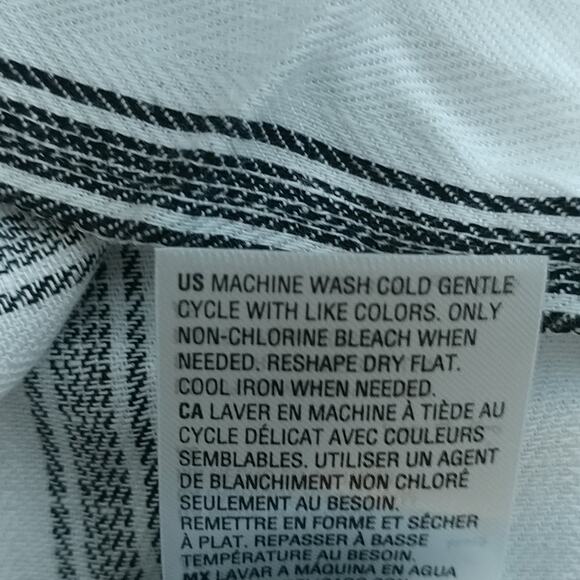 US MACHINE WASH COLD GENTLE
CYCLE WITH LIKE COLORS. ONLY
NON-CHLORINE BLEACH WHEN
NEEDED. RESHAPE DRY FLAT.
COOL IRON WHEN NEEDED.
CA LAVER EN MACHINE À TIÈDE AU
CYCLE DÉLICAT AVEC COULEURS
SEMBLABLES. UTILISER UN AGENT
DE BLANCHIMENT NON CHLORÉ
SEULEMENT AU BESOIN.
REMETTRE EN FORME ET SÉCHER
À PLAT. REPASSER À BASSE
TEMPÉRATURE AU BESOIN.
MX LAVAR A MÁQUINA EN AGUA